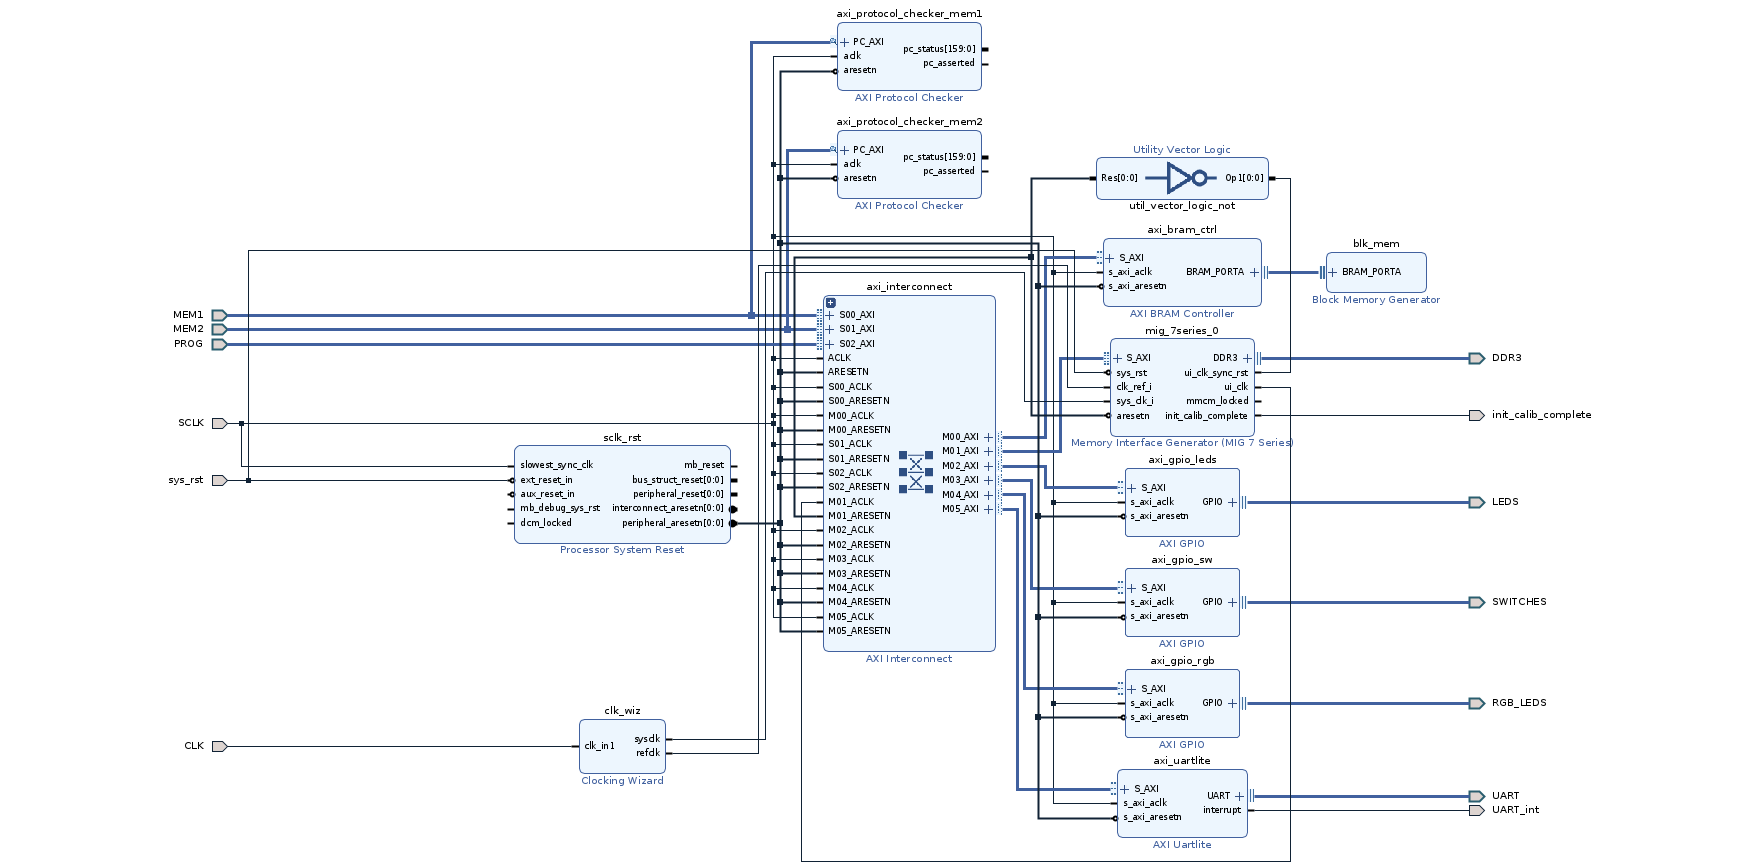 axi_protocol_checker_mem1
PC_AXI
aclk
aresetn
pc_status[159:0]
pc_asserted
AXI Protocol Checker
axi_protocol_checker_mem2
PC_AXI
aclk
aresetn
pc_status[159:0]
pc_asserted
AXI Protocol Checker
Utility Vector Logic
Res[0:0]
Op1[0:0]
util_vector_logic_not
axi_bram_ctrl
S_AXI
s_axi_aclk
s_axi_aresetn
BRAM_PORTA
AXI BRAM Controller
blk_mem
BRAM_PORTA
Block Memory Generator
MEM1
MEM2
PROG
SCLK
sys_rst
CLK
axi_interconnect
S00_AXI
S01_AXI
S02_AXI
ACLK
ARESETN
S00_ACLK
S00_ARESETN
M00_ACLK
M00_ARESETN
S01_ACLK
S01_ARESETN
S02_ACLK
S02_ARESETN
M01_ACLK
M01_ARESETN
M02_ACLK
M02_ARESETN
M03_ACLK
M03_ARESETN
M04_ACLK
M04_ARESETN
M05_ACLK
M05_ARESETN
M00_AXI
M01_AXI
M02_AXI
M03_AXI
M04_AXI
M05_AXI
AXI Interconnect
mig_7series_0
S_AXI
sys_rst
clk_ref_i
sys_clk_i
aresetn
DDR3
ui_clk_sync_rst
ui_clk
mmcm_locked
init_calib_complete
Memory Interface Generator (MIG 7 Series)
DDR3
init_calib_complete
sclk_rst
slowest_sync_clk
ext_reset_in
aux_reset_in
mb_debug_sys_rst
dcm_locked
mb_reset
bus_struct_reset[0:0]
peripheral_reset[0:0]
interconnect_aresetn[0:0]
peripheral_aresetn[0:0]
Processor System Reset
axi_gpio_leds
S_AXI
s_axi_aclk
s_axi_aresetn
GPIO
AXI GPIO
LEDS
axi_gpio_sw
S_AXI
s_axi_aclk
s_axi_aresetn
GPIO
AXI GPIO
SWITCHES
axi_gpio_rgb
S_AXI
s_axi_aclk
s_axi_aresetn
GPIO
AXI GPIO
RGB_LEDS
clk_wiz
clk_in1
sysclk
refclk
Clocking Wizard
axi_uartlite
S_AXI
s_axi_aclk
s_axi_aresetn
UART
interrupt
AXI Uartlite
UART
UART_int